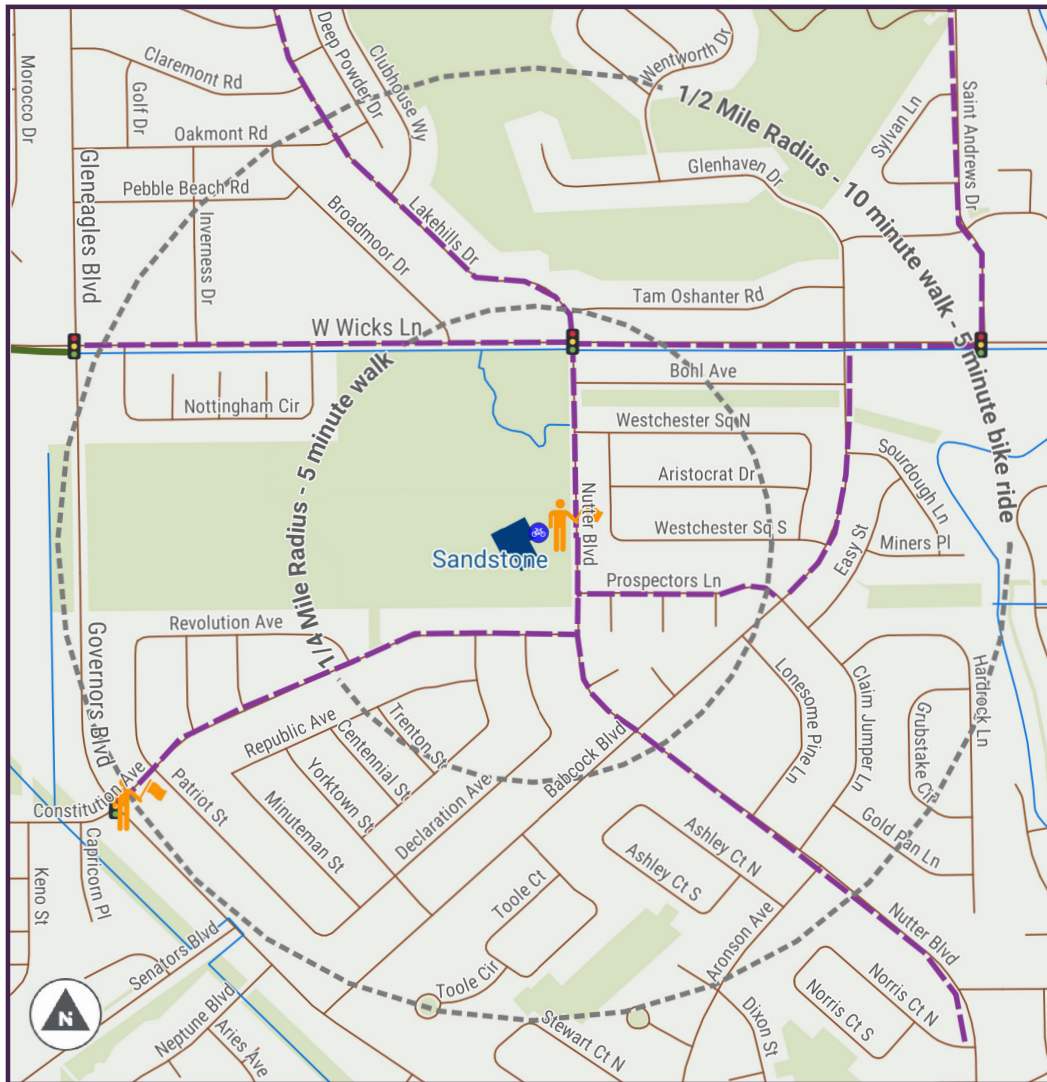 Morocco Dr
Claremont Rd
Golf Dr
Deep Powder Dr
Clubhouse Wy
Wentworth Dr
Saint Andrews Dr
Sylvan Ln
Oakmont Rd
Gleneagles Blvd
Pebble Beach Rd
Inverness Dr
Broadmoor Dr
Lakehills Dr
Glenhaven Dr
1/2 Mile Radius - 10 minute walk - 5 minute bike ride
Tam Oshanter Rd
W Wicks Ln
Bohl Ave
Nottingham Cir
1/4 Mile Radius - 5 minute walk
Westchester Sq N
Aristocrat Dr
Sourdough Ln
Nutter Blvd
Westchester Sq S
Easy St
Miners Pl
Sandstone
Prospectors Ln
Revolution Ave
Governors Blvd
Lonesome Pine Ln
Claim Jumper Ln
Hardrock Ln
Grubstake Cir
Republic Ave
Trenton St
Centennial St
Yorktown St
Minuteman St
Declaration Ave
Babcock Blvd
Constitution Ave
Patriot St
Capricorn Pl
Keno St
Ashley Ct N
Ashley Ct S
Gold Pan Ln
Toole Ct
Toole Cir
Aronson Ave
Nutter Blvd
Senators Blvd
Neptune Blvd
Aries Ave
Stewart Ct N
Dixon St
Norris Ct N
Norris Ct S
N